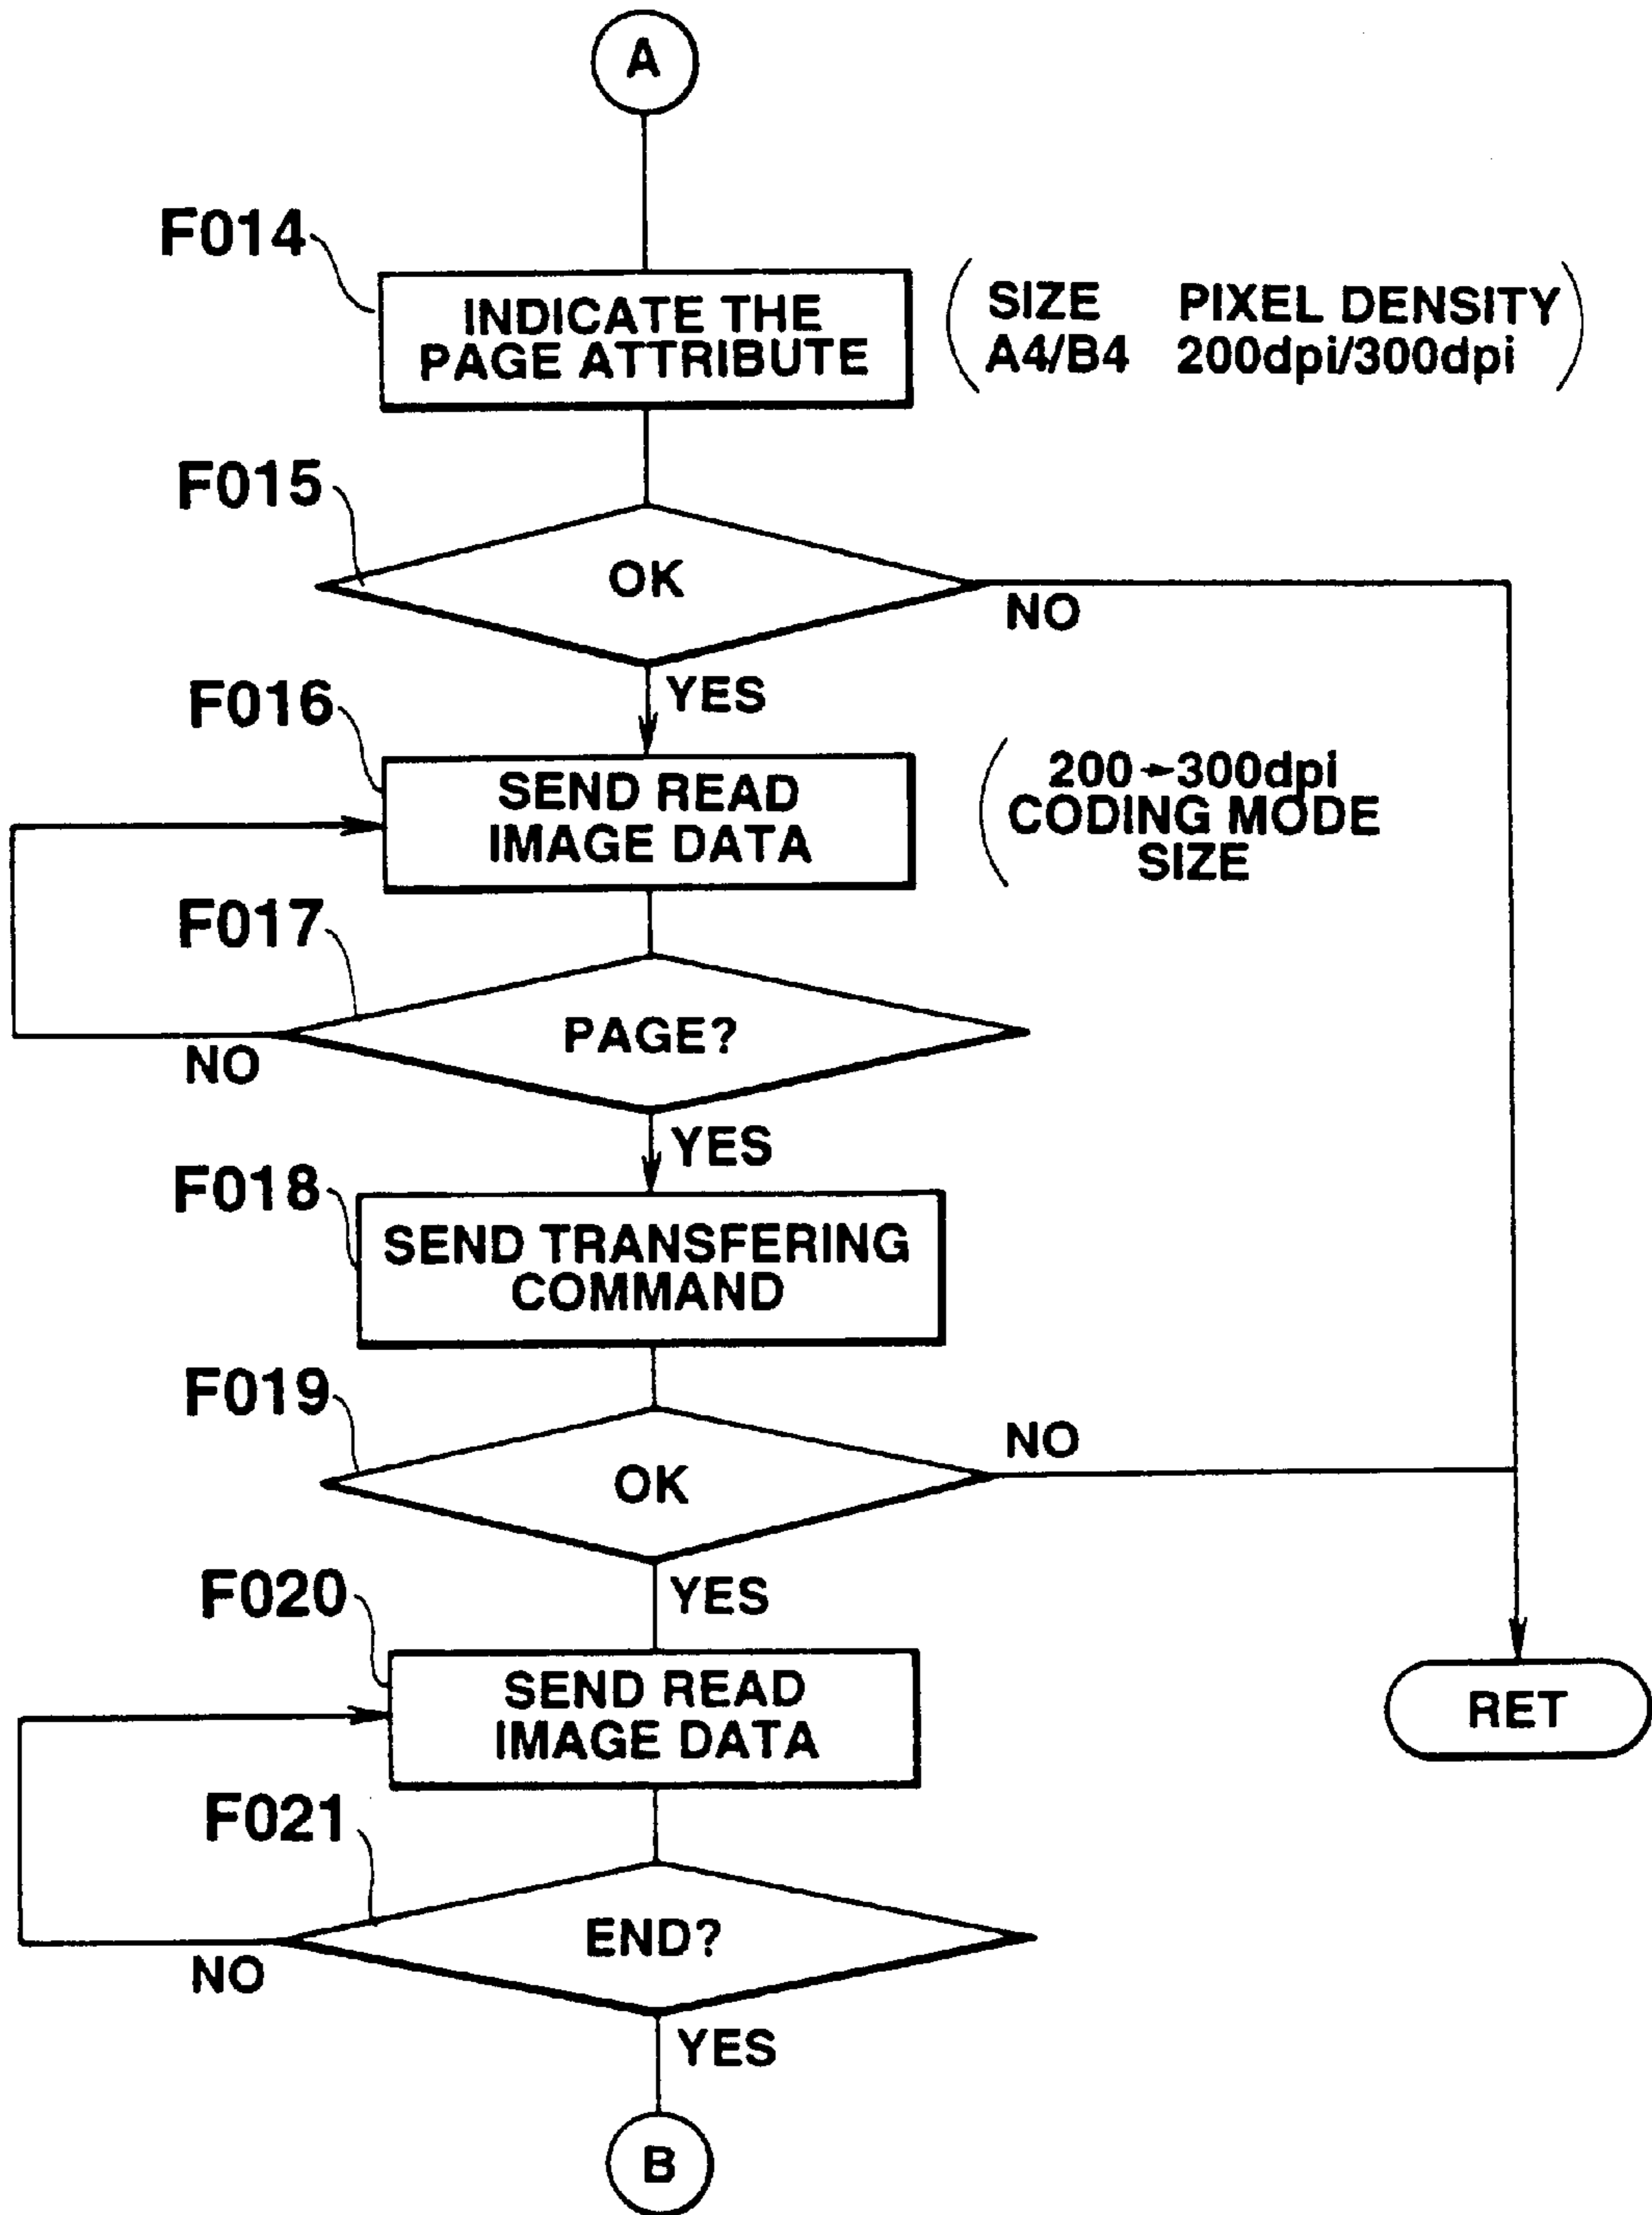 A
F014
INDICATE THE
PAGE ATTRIBUTE
SIZE PIXEL DENSITY
A4/B4 200dpi/300dpi
F015
OK
NO
YES
F016
SEND READ
IMAGE DATA
200→300dpi
CODING MODE
SIZE
F017
PAGE?
NO
YES
F018
SEND TRANSFERING
COMMAND
F019
OK
NO
YES
F020
SEND READ
IMAGE DATA
RET
F021
END?
NO
YES
B